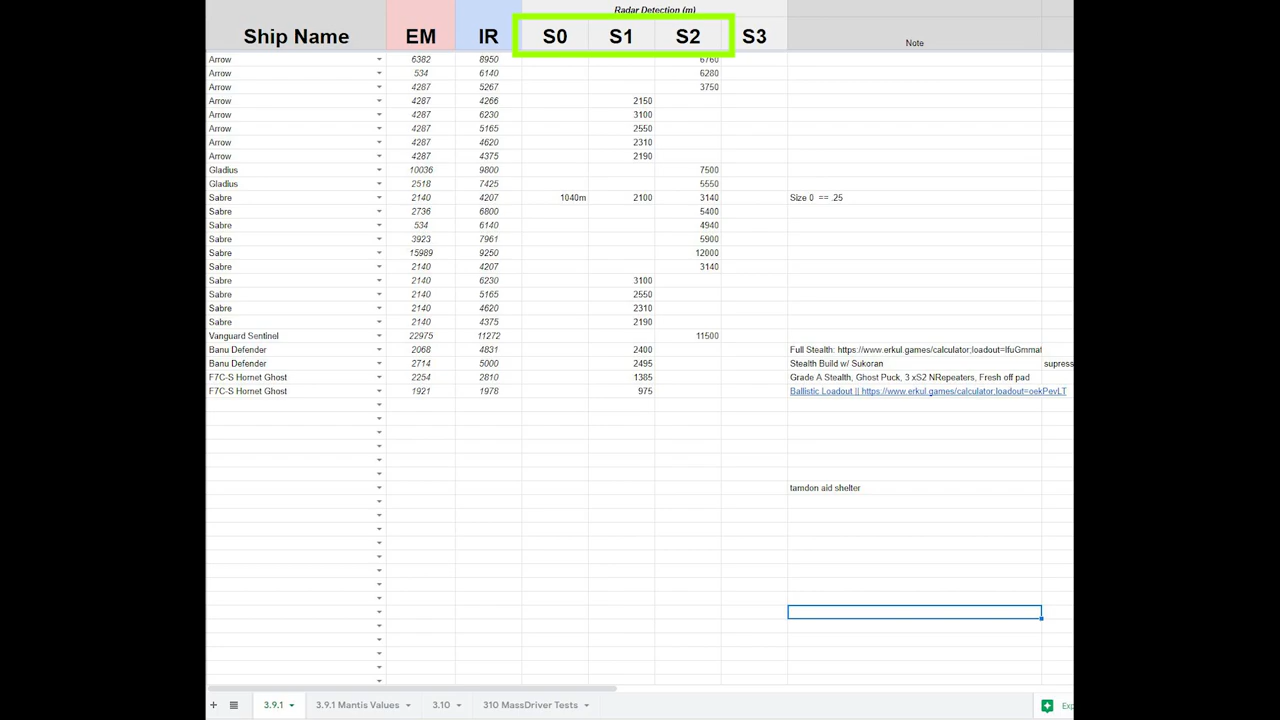 Radar Detection (m)
Ship Name EM IR S0 S1 S2 S3 Note
Arrow 6382 8950 6760
Arrow 534 6140 6280
Arrow 4287 5267 3750
Arrow 4287 4266 2150
Arrow 4287 6230 3100
Arrow 4287 5165 2550
Arrow 4287 4620 2310
Arrow 4287 4375 2190
Gladius 10036 9800 7500
Gladius 2518 7425 5550
Sabre 2140 4207 1040m 2100 3140 Size 0 == .25
Sabre 2736 6800 5400
Sabre 534 6140 4940
Sabre 3923 7961 5900
Sabre 15989 9250 12000
Sabre 2140 4207 3140
Sabre 2140 6230 3100
Sabre 2140 5165 2550
Sabre 2140 4620 2310
Sabre 2140 4375 2190
Vanguard Sentinel 22975 11272 11500
Banu Defender 2068 4831 2400 Full Stealth: https://www.erkul.games/calculator;loadout=
Banu Defender 2714 5000 2495 Stealth Build w/ Sukoran supress
F7C-S Hornet Ghost 2254 2810 1385 Grade A Stealth, Ghost Puck, 3 xS2 NRepeaters, Fresh off pad
F7C-S Hornet Ghost 1921 1978 975 Ballistic Loadout || https://www.erkul.games/calculator;loadout=oekPevLT
tamdon aid shelter
+ 3.9.1 3.9.1 Mantis Values 3.10 310 MassDriver Tests Exp